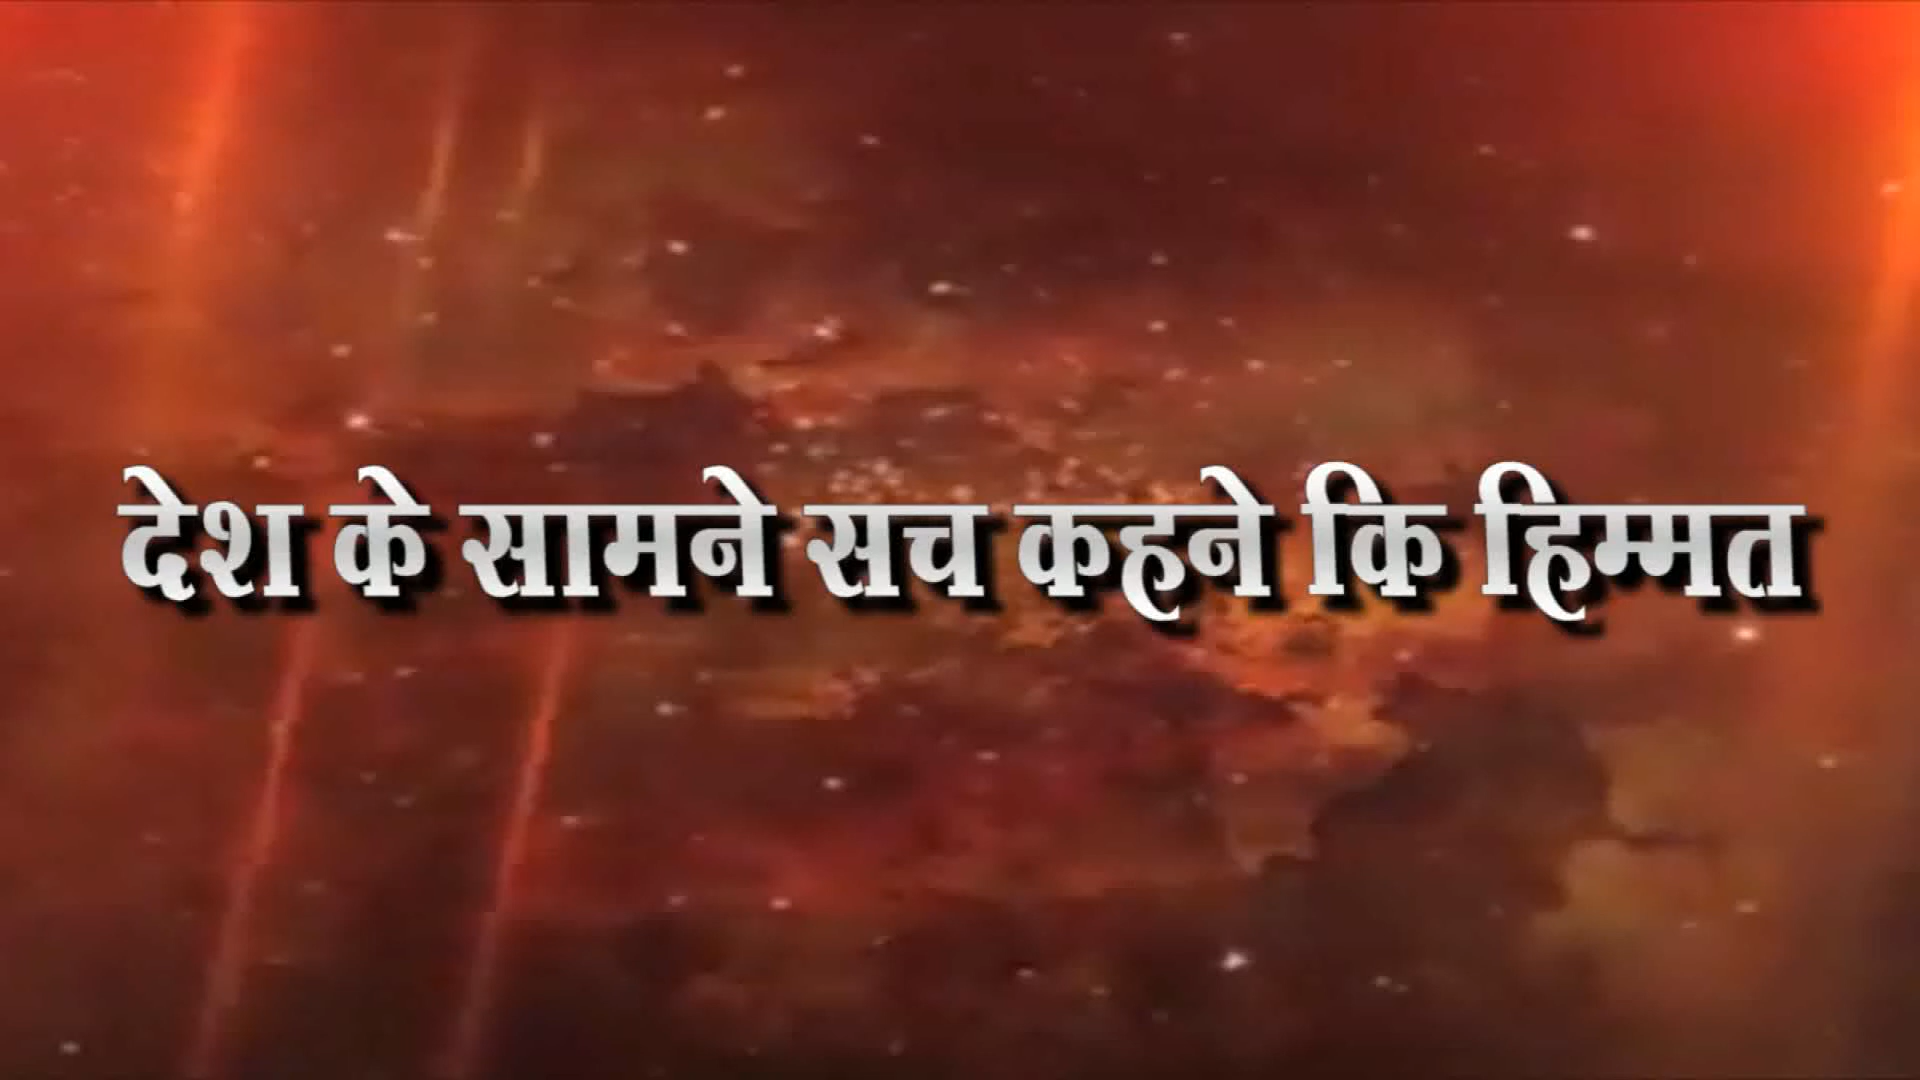 देश के सामने सच कहने कि हिम्मत